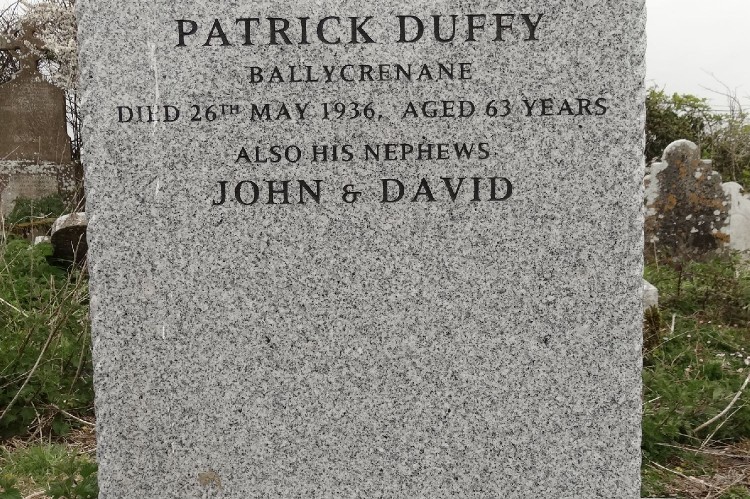 PATRICK DUFFY
BALLYCRENANE
DIED 26TH MAY 1936, AGED 63 YEARS
ALSO HIS NEPHEWS
JOHN & DAVID